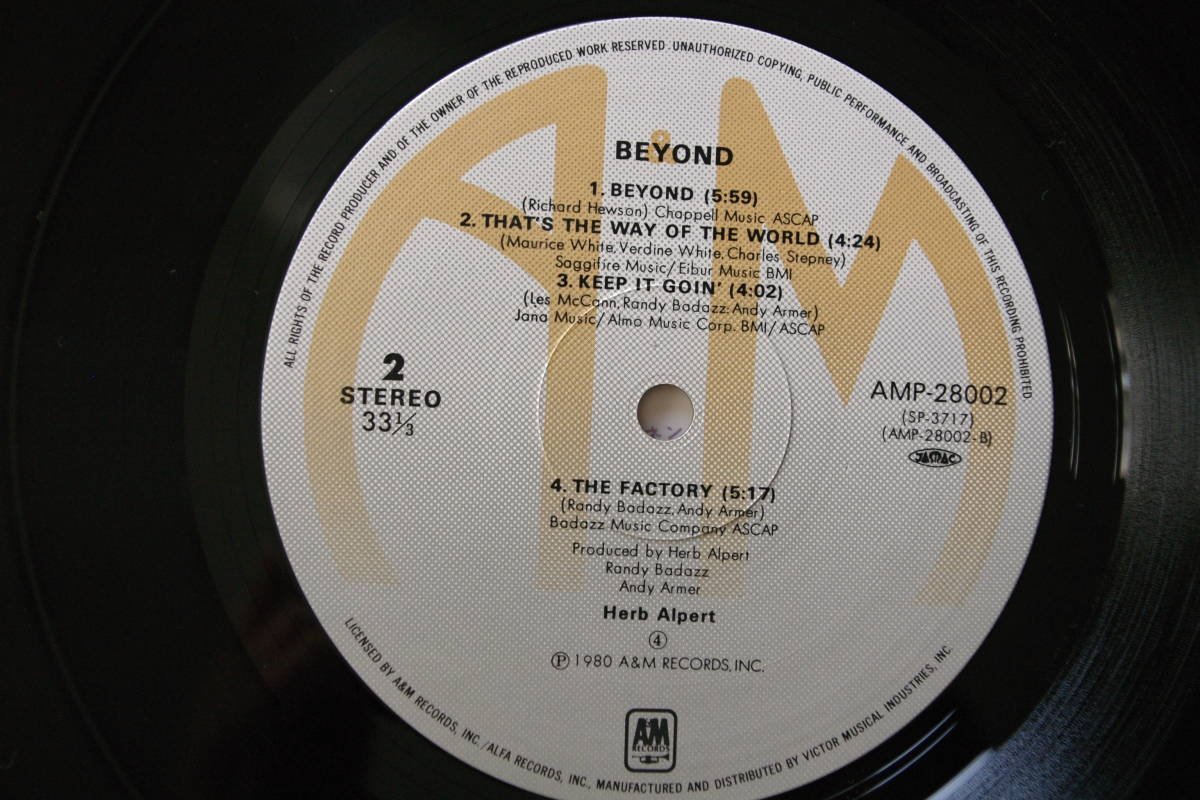 ALL RIGHTS OF THE RECORD PRODUCER AND OF THE OWNER OF THE REPRODUCED WORK RESERVED. UNAUTHORIZED COPYING, PUBLIC PERFORMANCE AND BROADCASTING OF THIS RECORDING PROHIBITED
BEYOND
1. BEYOND (5:59)
(Richard Hewson) Chappell Music ASCAP
2. THAT'S THE WAY OF THE WORLD (4:24)
(Maurice White, Verdine White, Charles Stepney)
Saggifire Music/Eibur Music BMI
3. KEEP IT GOIN' (4:02)
(Les McCann, Randy Badazz, Andy Armer)
Jana Music/Almo Music Corp. BMI/ASCAP
2
STEREO
33⅓
AMP-28002
(SP-3717)
(AMP-28002-B)
JASRAC
4. THE FACTORY (5:17)
(Randy Badazz, Andy Armer)
Badazz Music Company ASCAP
Produced by Herb Alpert
Randy Badazz
Andy Armer
Herb Alpert
④
Ⓟ 1980 A&M RECORDS, INC.
A&M
RECORDS
LICENSED BY A&M RECORDS, INC./ALFA RECORDS, INC., MANUFACTURED AND DISTRIBUTED BY VICTOR MUSICAL INDUSTRIES, INC.